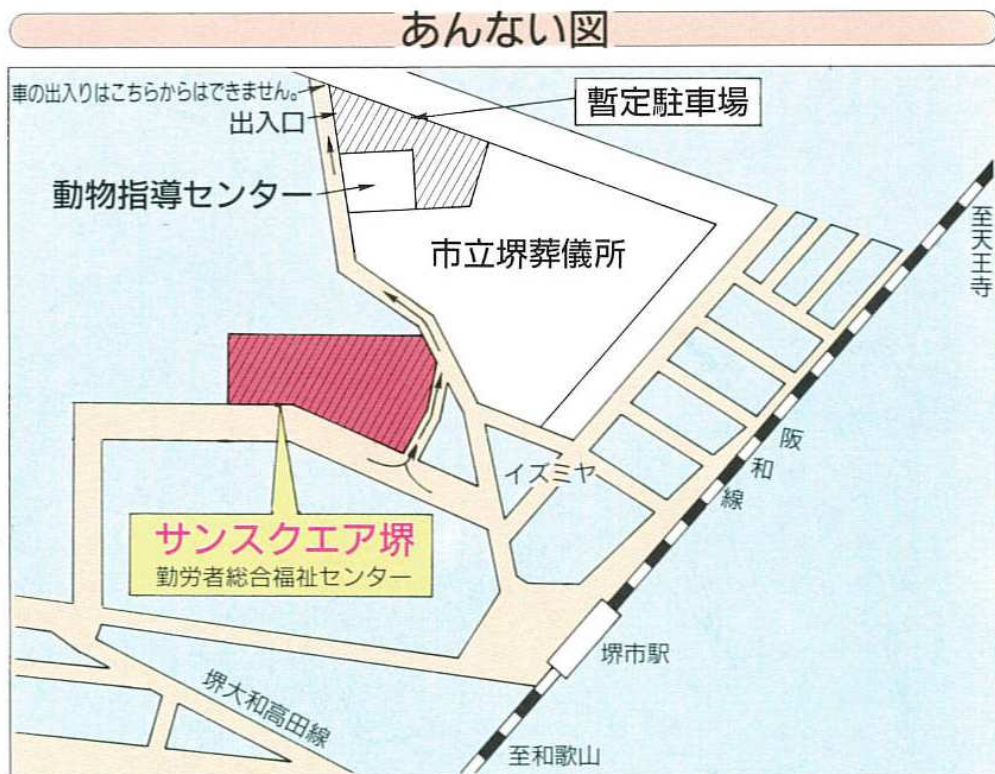 あんない図
車の出入りはこちらからはできません。
出入口
暫定駐車場
動物指導センター
市立堺葬儀所
至天王寺
阪和線
イズミヤ
サンスクエア堺
勤労者総合福祉センター
堺市駅
堺大和高田線
至和歌山